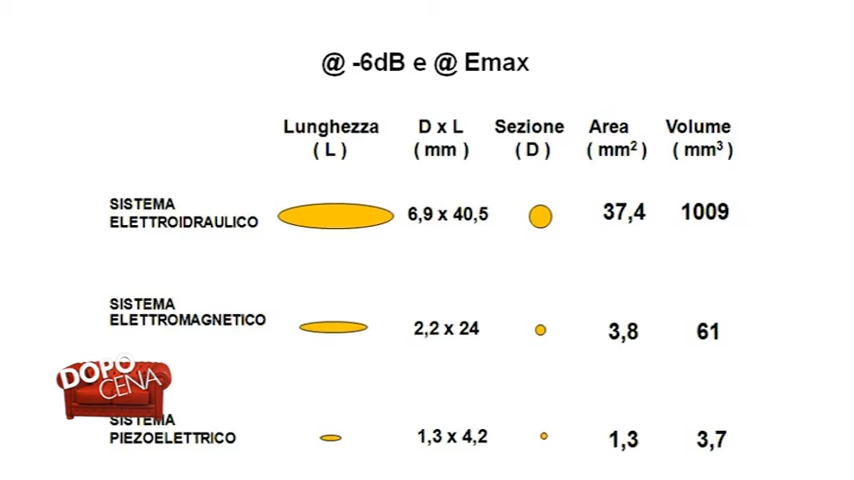 @ -6dB e @ Emax
Lunghezza D x L Sezione Area Volume
( L ) ( mm ) ( D ) ( mm² ) ( mm³ )
SISTEMA
ELETTROIDRAULICO 6,9 x 40,5 37,4 1009
SISTEMA
ELETTROMAGNETICO 2,2 x 24 3,8 61
DOPO
CENA
SISTEMA
PIEZOELETTRICO 1,3 x 4,2 1,3 3,7